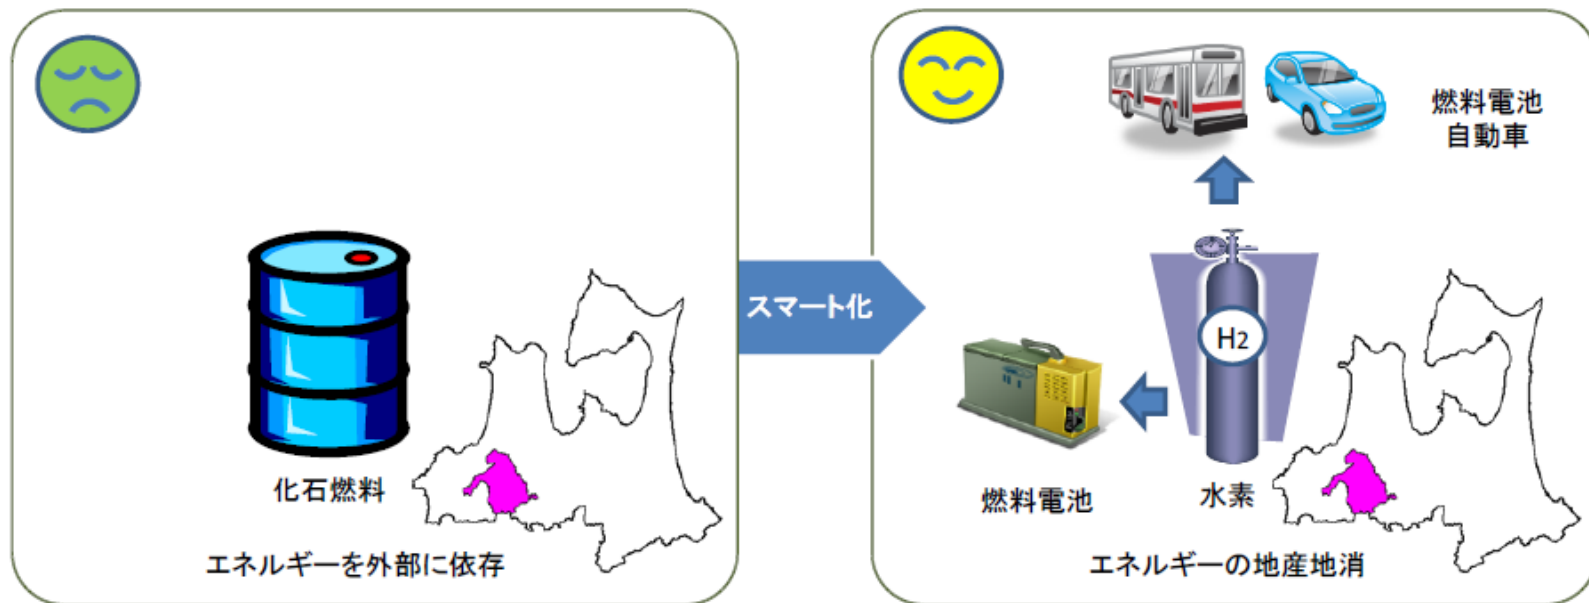 化石燃料
エネルギーを外部に依存
スマート化
燃料電池
自動車
H2
燃料電池
水素
エネルギーの地産地消